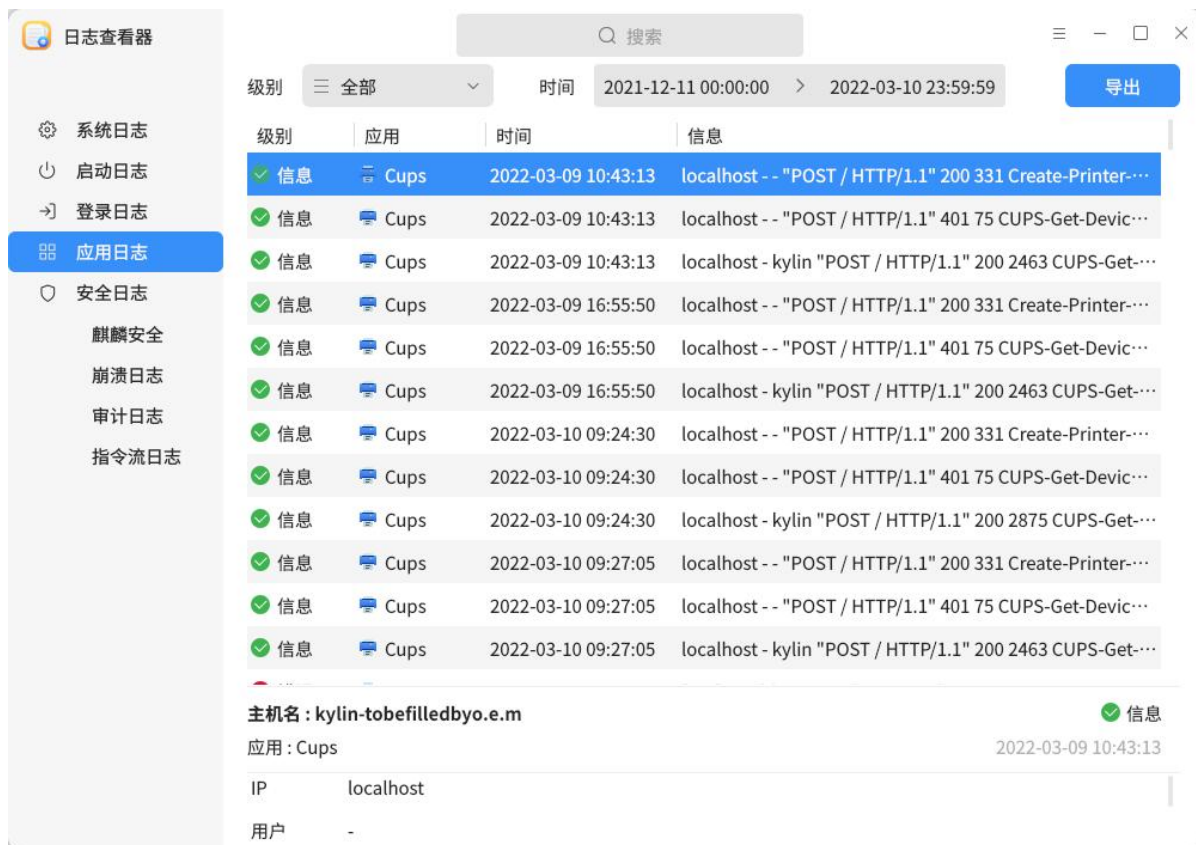 日志查看器
搜索
级别 全部 时间 2021-12-11 00:00:00 > 2022-03-10 23:59:59 导出
系统日志
启动日志
登录日志
应用日志
安全日志
麒麟安全
崩溃日志
审计日志
指令流日志
级别 应用 时间 信息
信息 Cups 2022-03-09 10:43:13 localhost - - "POST / HTTP/1.1" 200 331 Create-Printer-…
信息 Cups 2022-03-09 10:43:13 localhost - - "POST / HTTP/1.1" 401 75 CUPS-Get-Devic…
信息 Cups 2022-03-09 10:43:13 localhost - kylin "POST / HTTP/1.1" 200 2463 CUPS-Get-…
信息 Cups 2022-03-09 16:55:50 localhost - - "POST / HTTP/1.1" 200 331 Create-Printer-…
信息 Cups 2022-03-09 16:55:50 localhost - - "POST / HTTP/1.1" 401 75 CUPS-Get-Devic…
信息 Cups 2022-03-09 16:55:50 localhost - kylin "POST / HTTP/1.1" 200 2463 CUPS-Get-…
信息 Cups 2022-03-10 09:24:30 localhost - - "POST / HTTP/1.1" 200 331 Create-Printer-…
信息 Cups 2022-03-10 09:24:30 localhost - - "POST / HTTP/1.1" 401 75 CUPS-Get-Devic…
信息 Cups 2022-03-10 09:24:30 localhost - kylin "POST / HTTP/1.1" 200 2875 CUPS-Get-…
信息 Cups 2022-03-10 09:27:05 localhost - - "POST / HTTP/1.1" 200 331 Create-Printer-…
信息 Cups 2022-03-10 09:27:05 localhost - - "POST / HTTP/1.1" 401 75 CUPS-Get-Devic…
信息 Cups 2022-03-10 09:27:05 localhost - kylin "POST / HTTP/1.1" 200 2463 CUPS-Get-…
主机名 : kylin-tobefilledbyo.e.m 信息
应用 : Cups 2022-03-09 10:43:13
IP localhost
用户 -